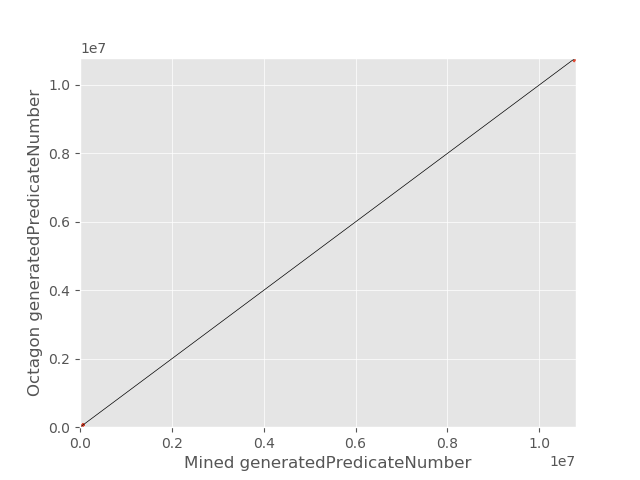 1e7
1.0
0.8
0.6
0.4
0.2
0.0
Octagon generatedPredicateNumber
0.0 0.2 0.4 0.6 0.8 1.0
1e7
Mined generatedPredicateNumber